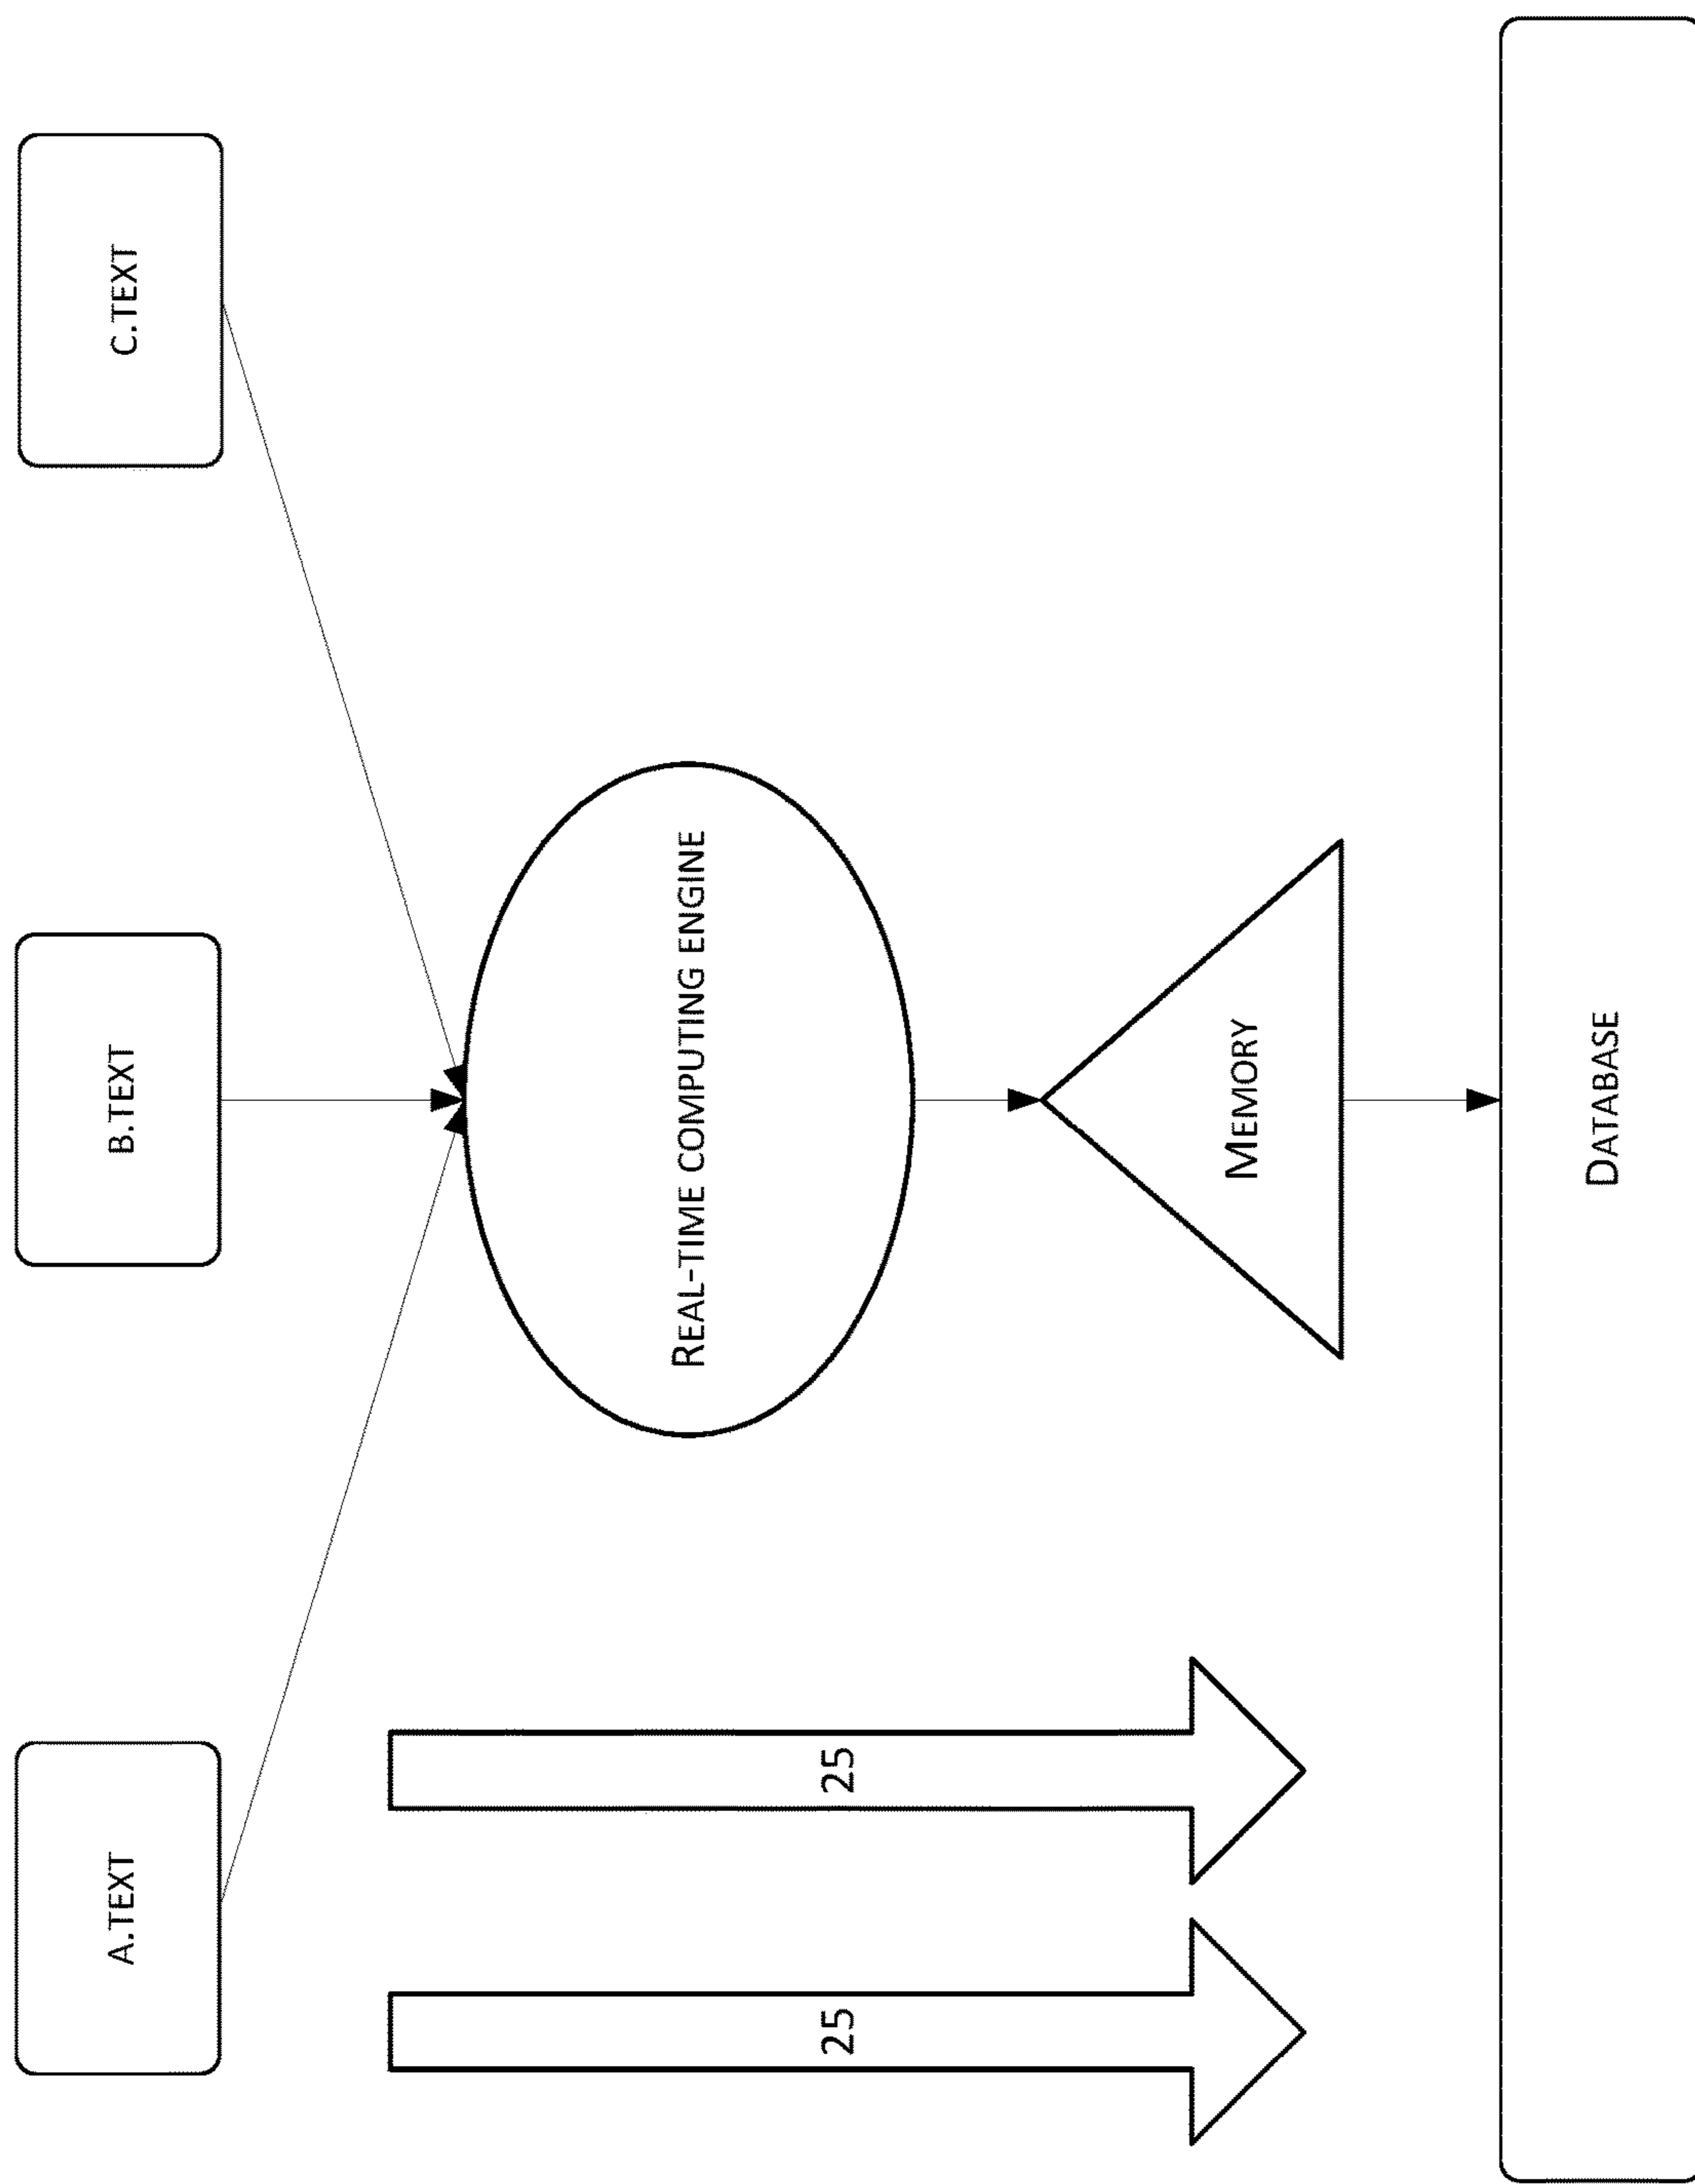 A.TEXT
B.TEXT
C.TEXT
REAL-TIME COMPUTING ENGINE
25
25
MEMORY
DATABASE